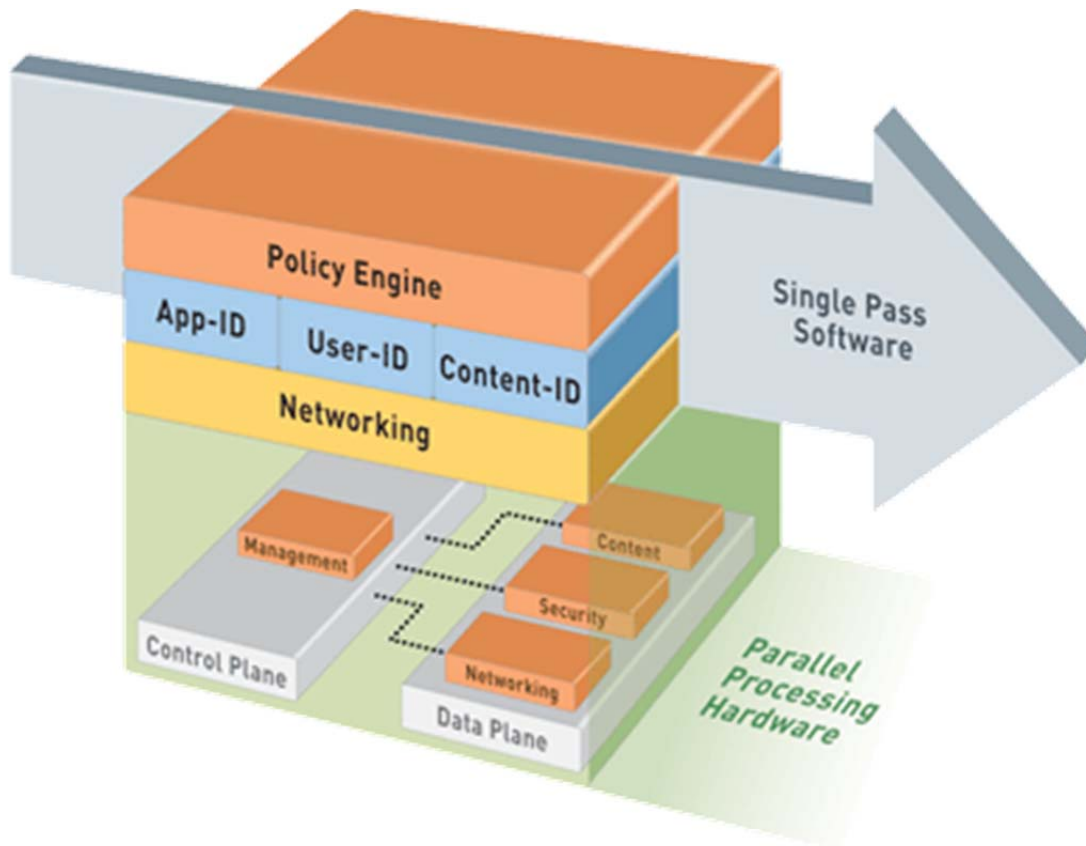 Policy Engine
App-ID
User-ID
Content-ID
Networking
Single Pass
Software
Management
Content
Security
Networking
Control Plane
Data Plane
Parallel
Processing
Hardware